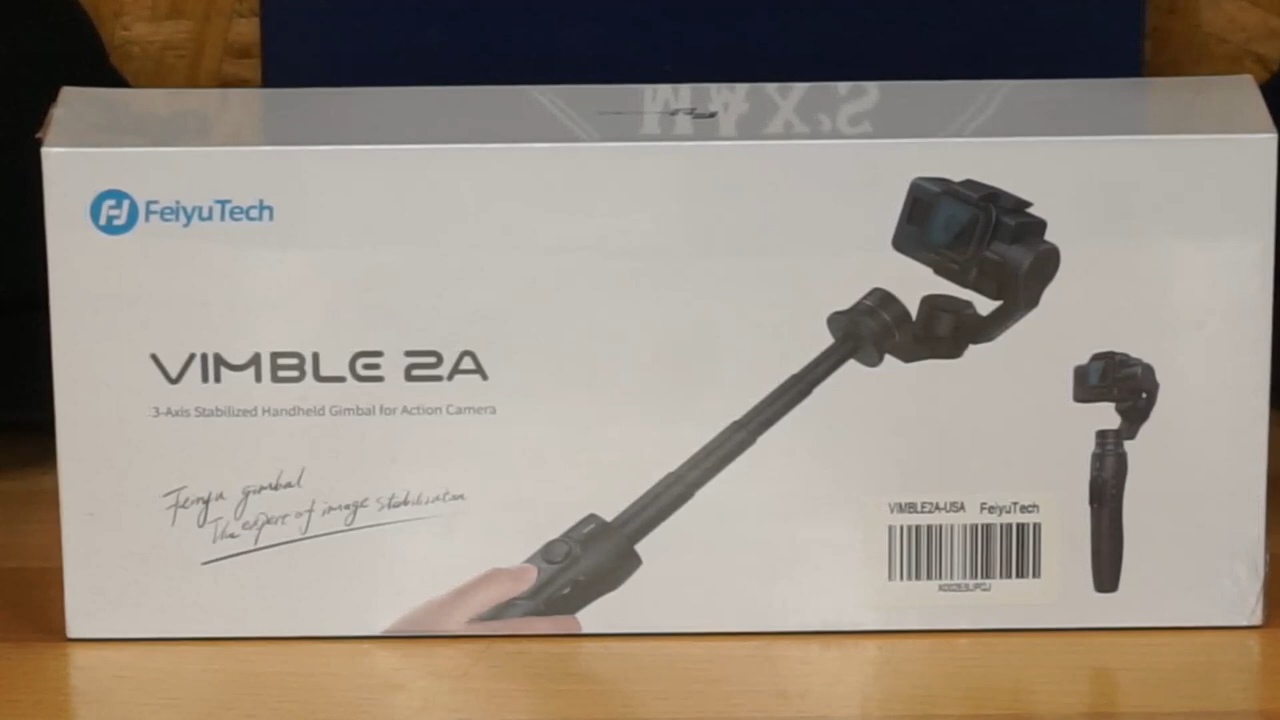 FeiyuTech
VIMBLE 2A
3-Axis Stabilized Handheld Gimbal for Action Camera
Feiyu gimbal
The expert of image stabilization
VIMBLE2A-USA FeiyuTech